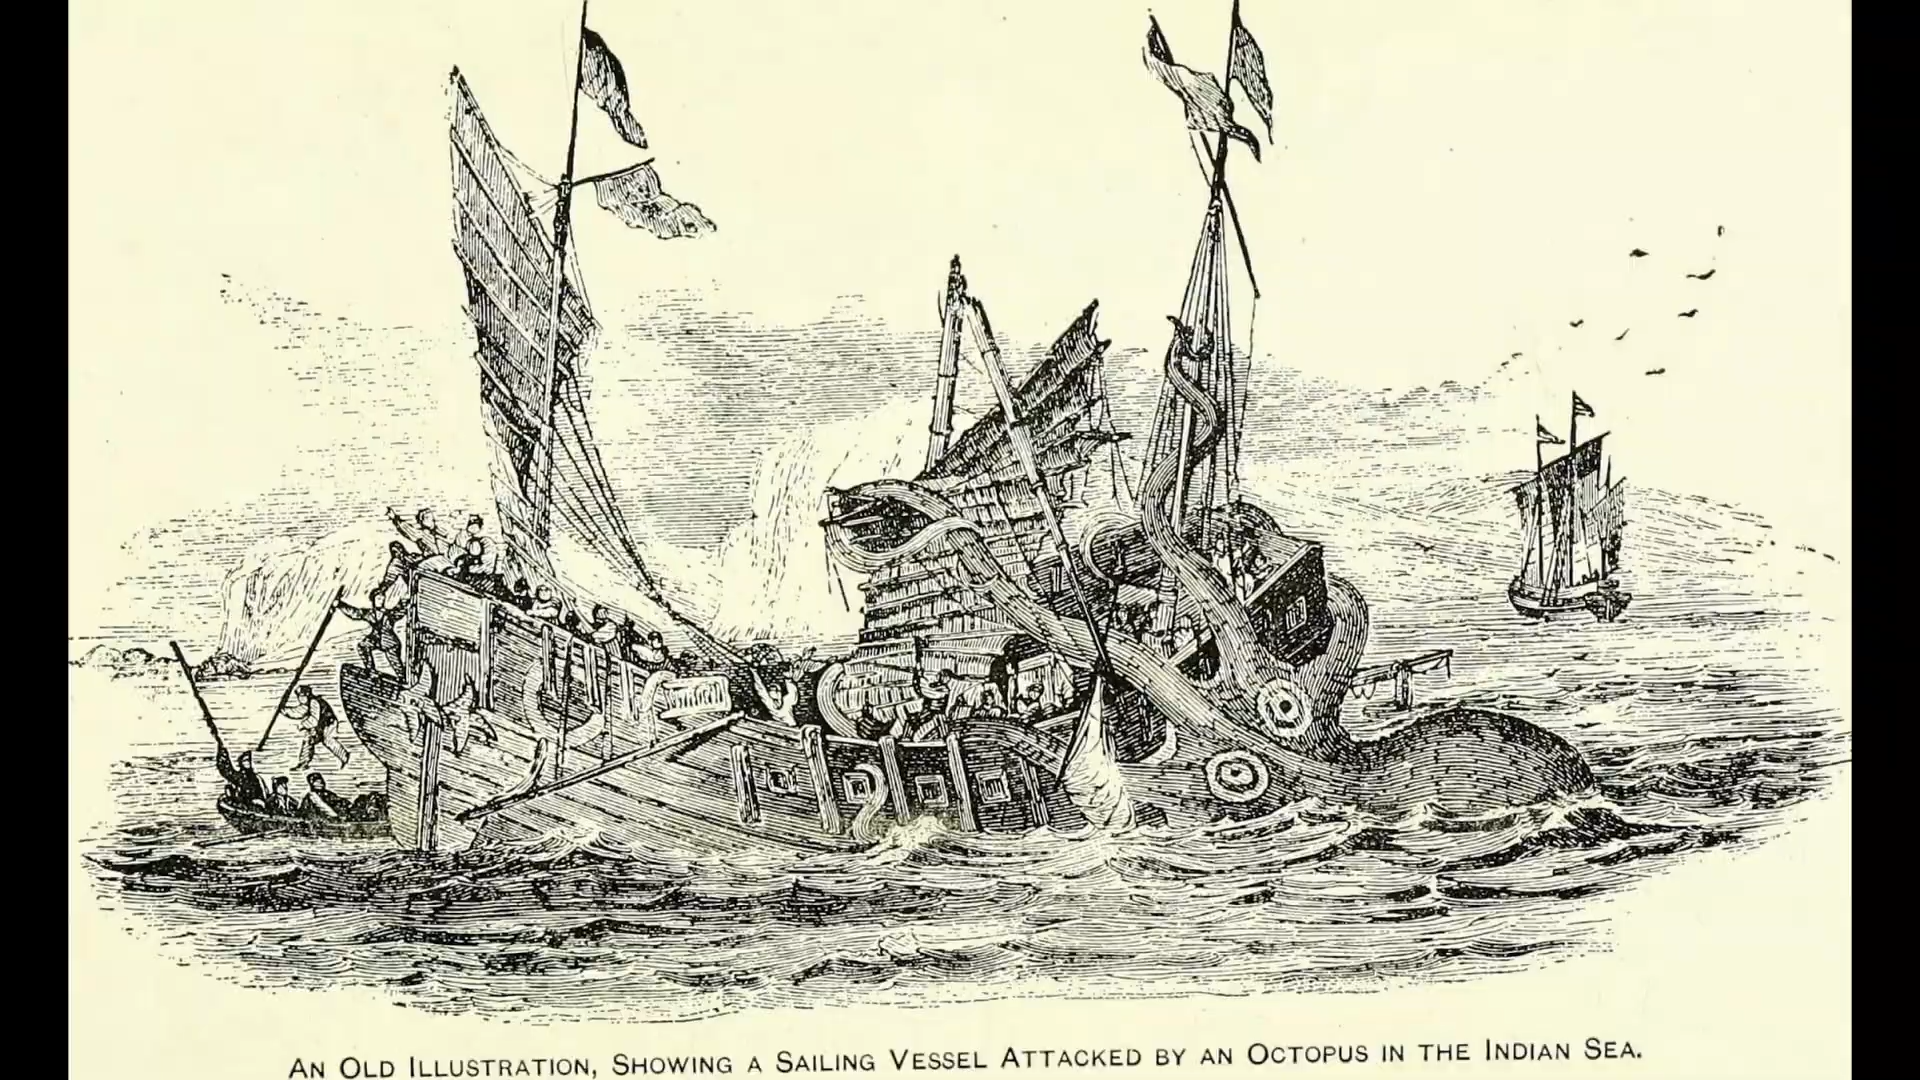 An Old Illustration, Showing a Sailing Vessel Attacked by an Octopus in the Indian Sea.